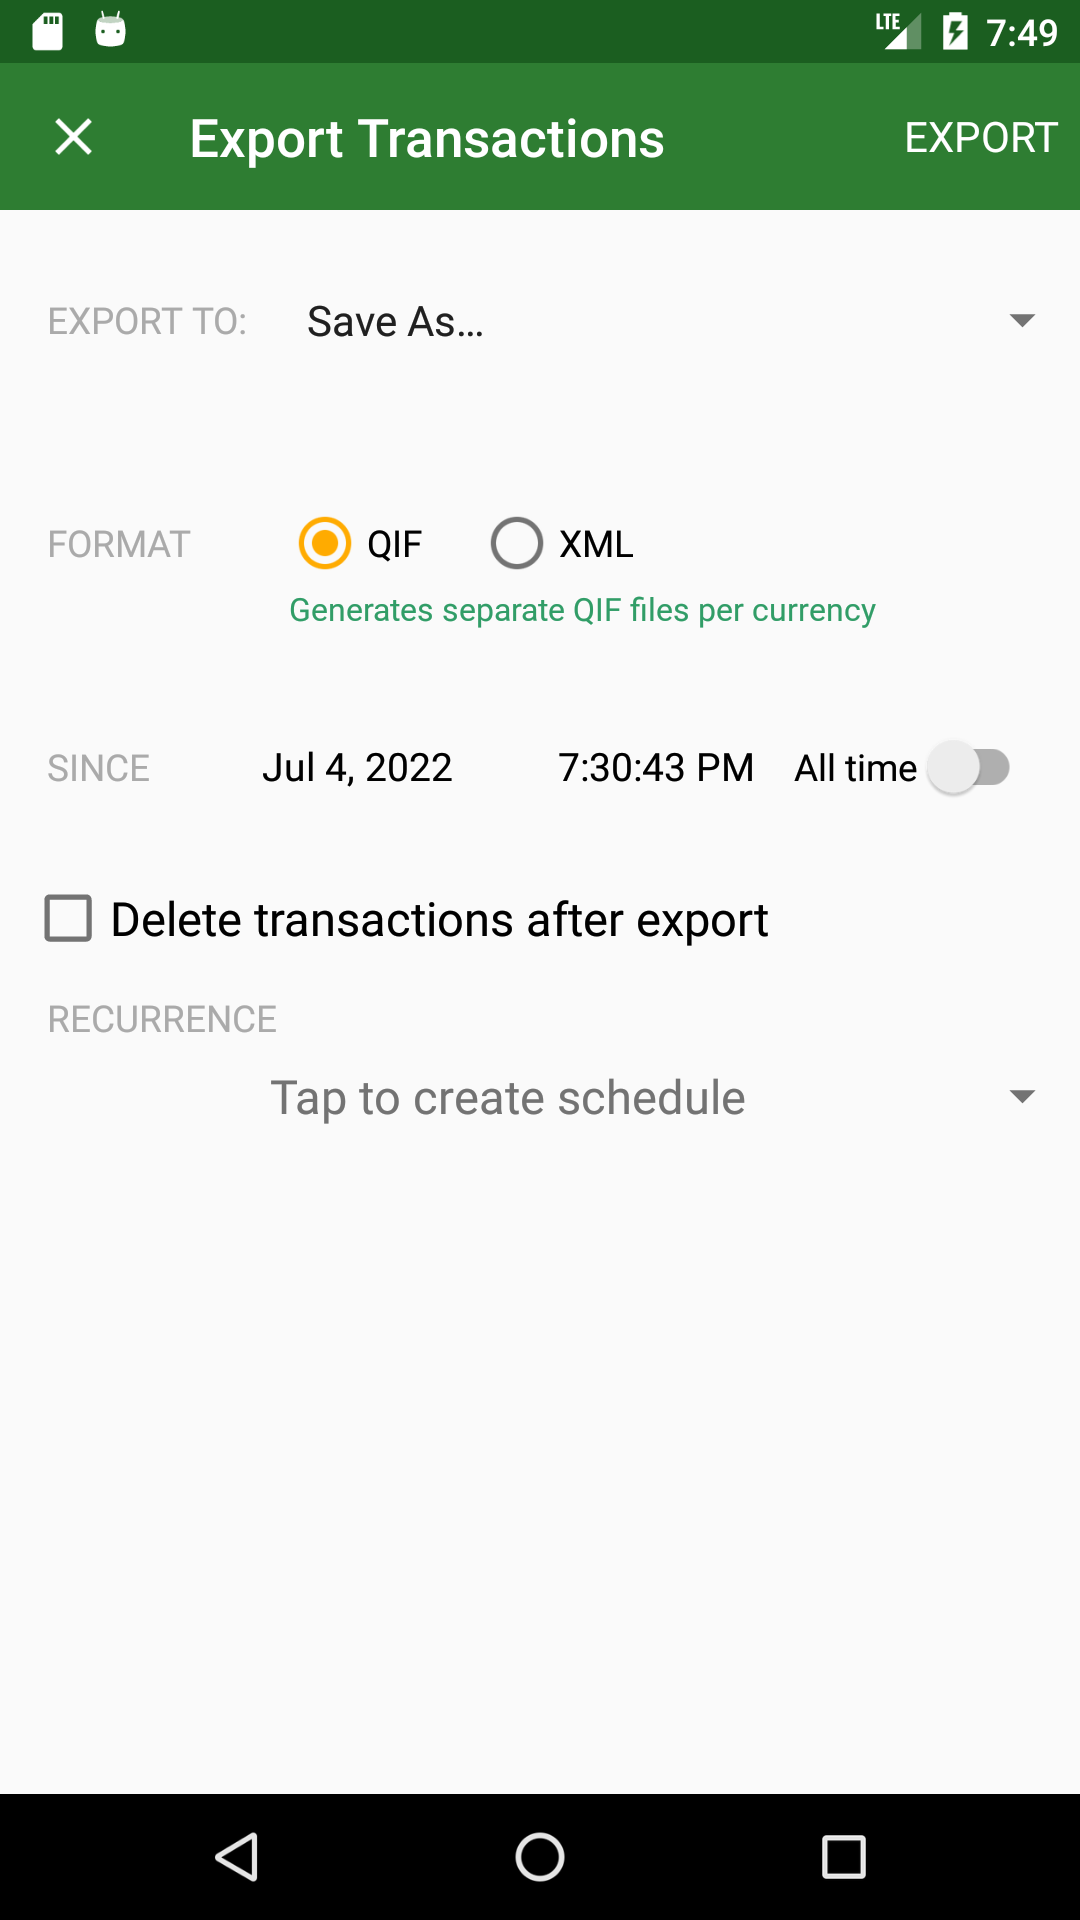 LTE 7:49
Export Transactions EXPORT
EXPORT TO: Save As…
FORMAT QIF XML
Generates separate QIF files per currency
SINCE Jul 4, 2022 7:30:43 PM All time
Delete transactions after export
RECURRENCE
Tap to create schedule